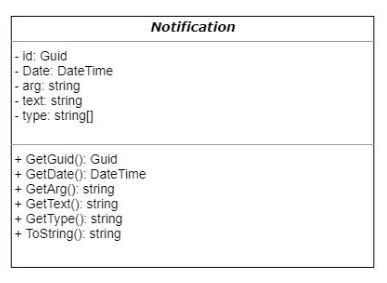 Notification
- id: Guid
- Date: DateTime
- arg: string
- text: string
- type: string[]
+ GetGuid(): Guid
+ GetDate(): DateTime
+ GetArg(): string
+ GetText(): string
+ GetType(): string
+ ToString(): string